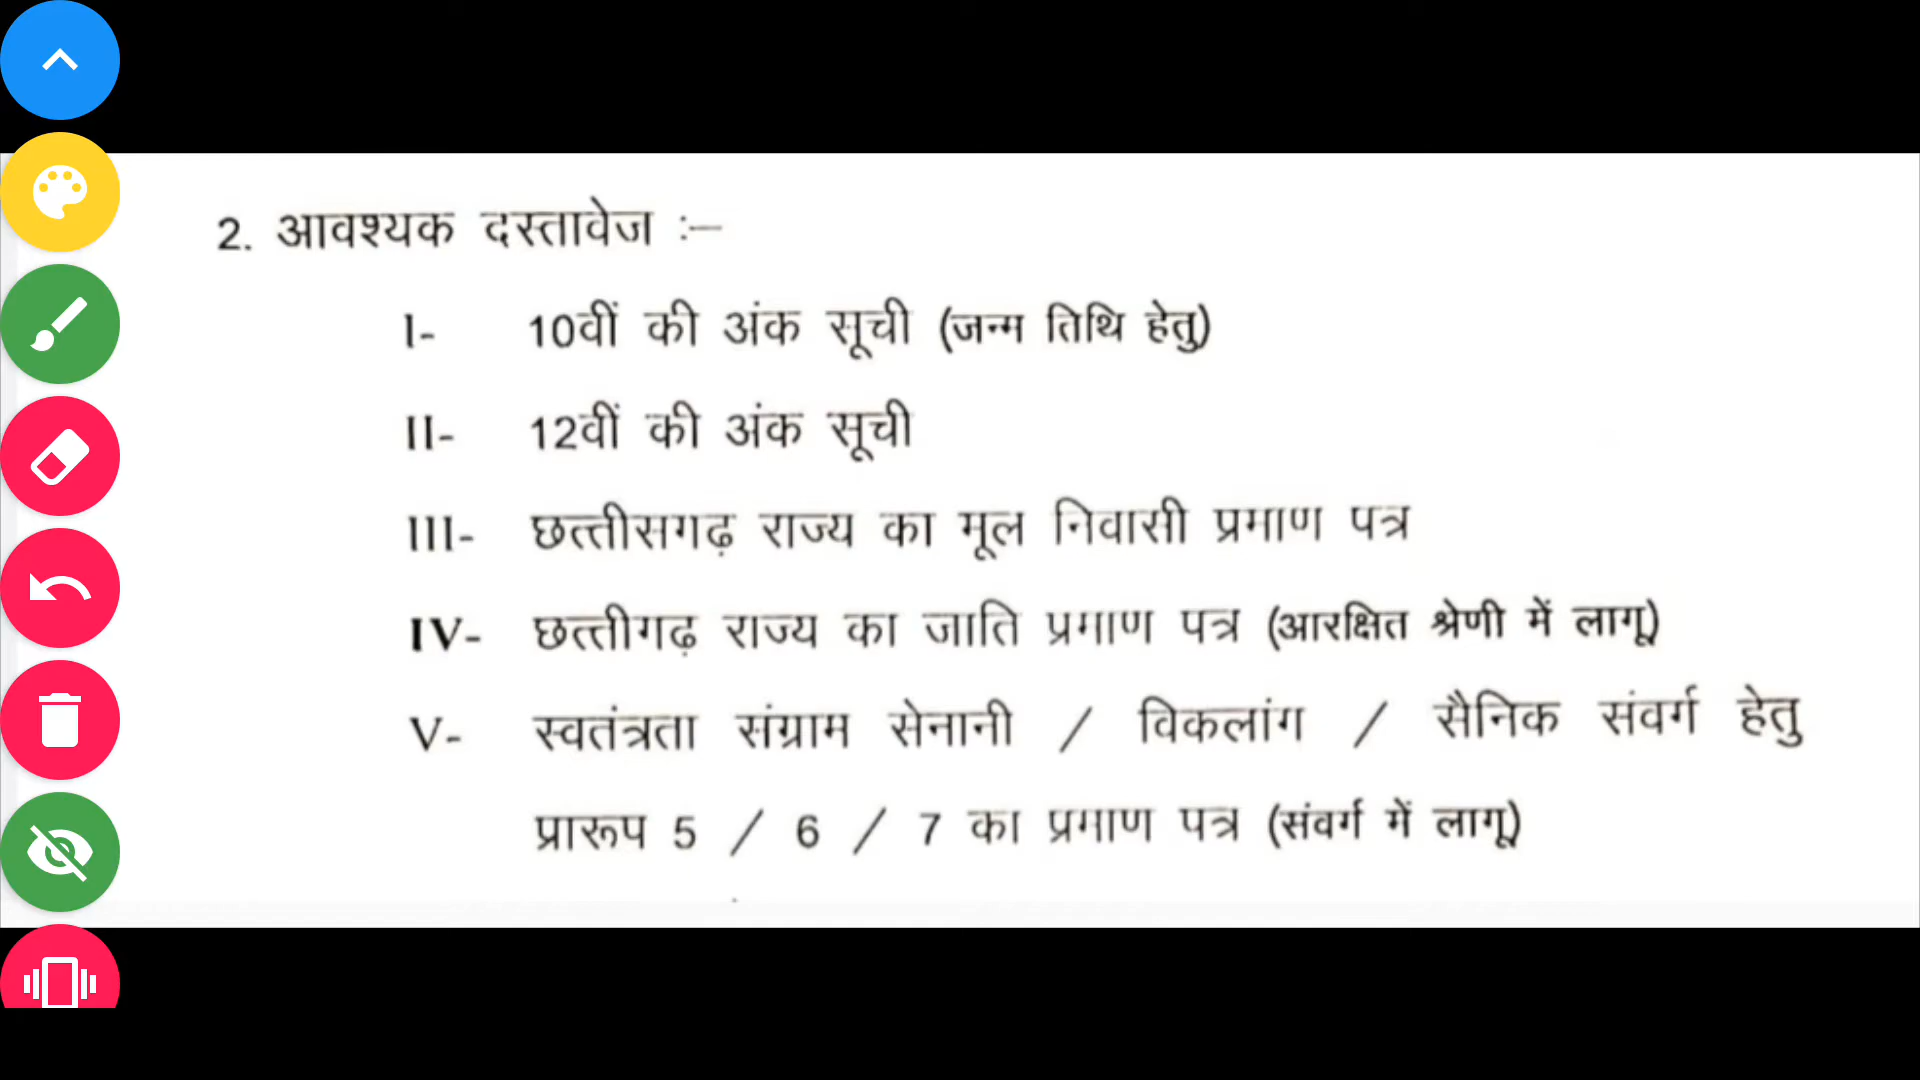 2. आवश्यक दस्तावेज :–
I- 10वीं की अंक सूची (जन्म तिथि हेतु)
II- 12वीं की अंक सूची
III- छत्तीसगढ़ राज्य का मूल निवासी प्रमाण पत्र
IV- छत्तीगढ़ राज्य का जाति प्रमाण पत्र (आरक्षित श्रेणी में लागू)
V- स्वतंत्रता संग्राम सेनानी / विकलांग / सैनिक संवर्ग हेतु
प्रारूप 5 / 6 / 7 का प्रमाण पत्र (संवर्ग में लागू)